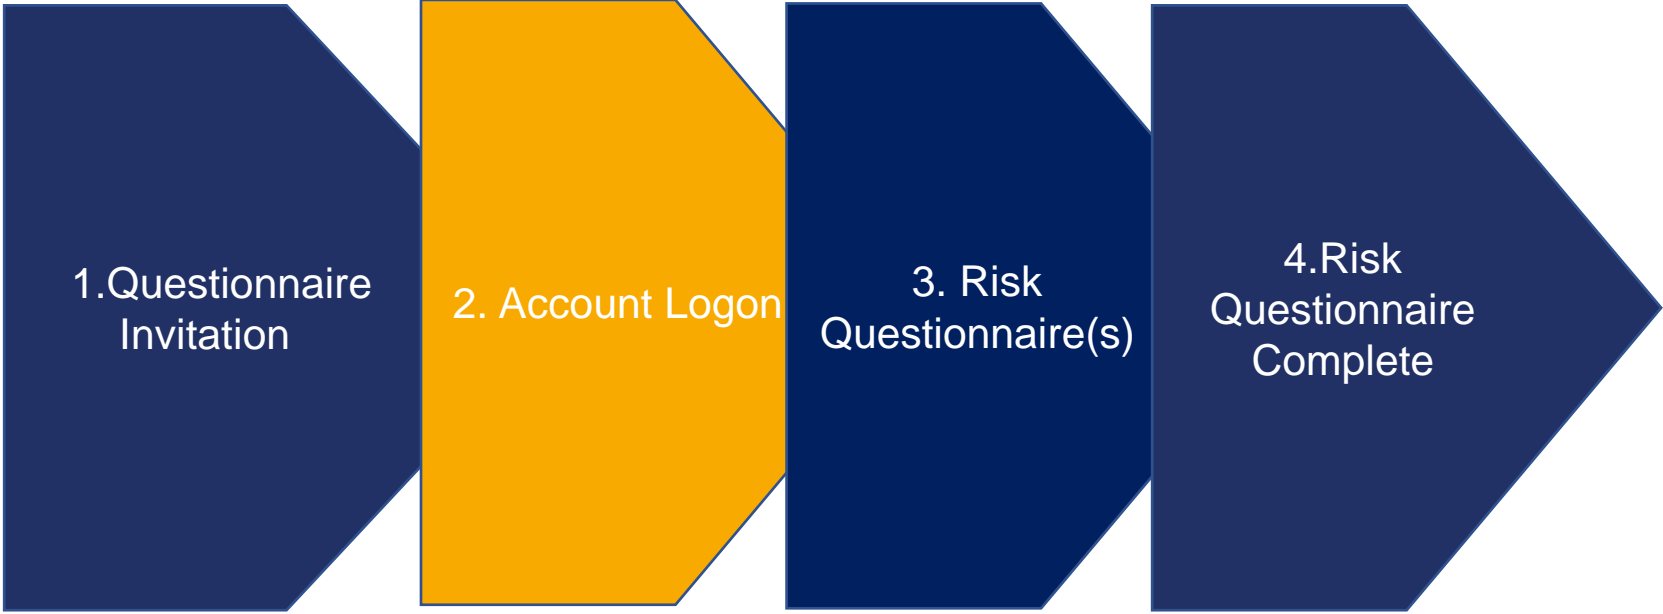 1.Questionnaire
Invitation
2. Account Logon
3. Risk
Questionnaire(s)
4.Risk
Questionnaire
Complete